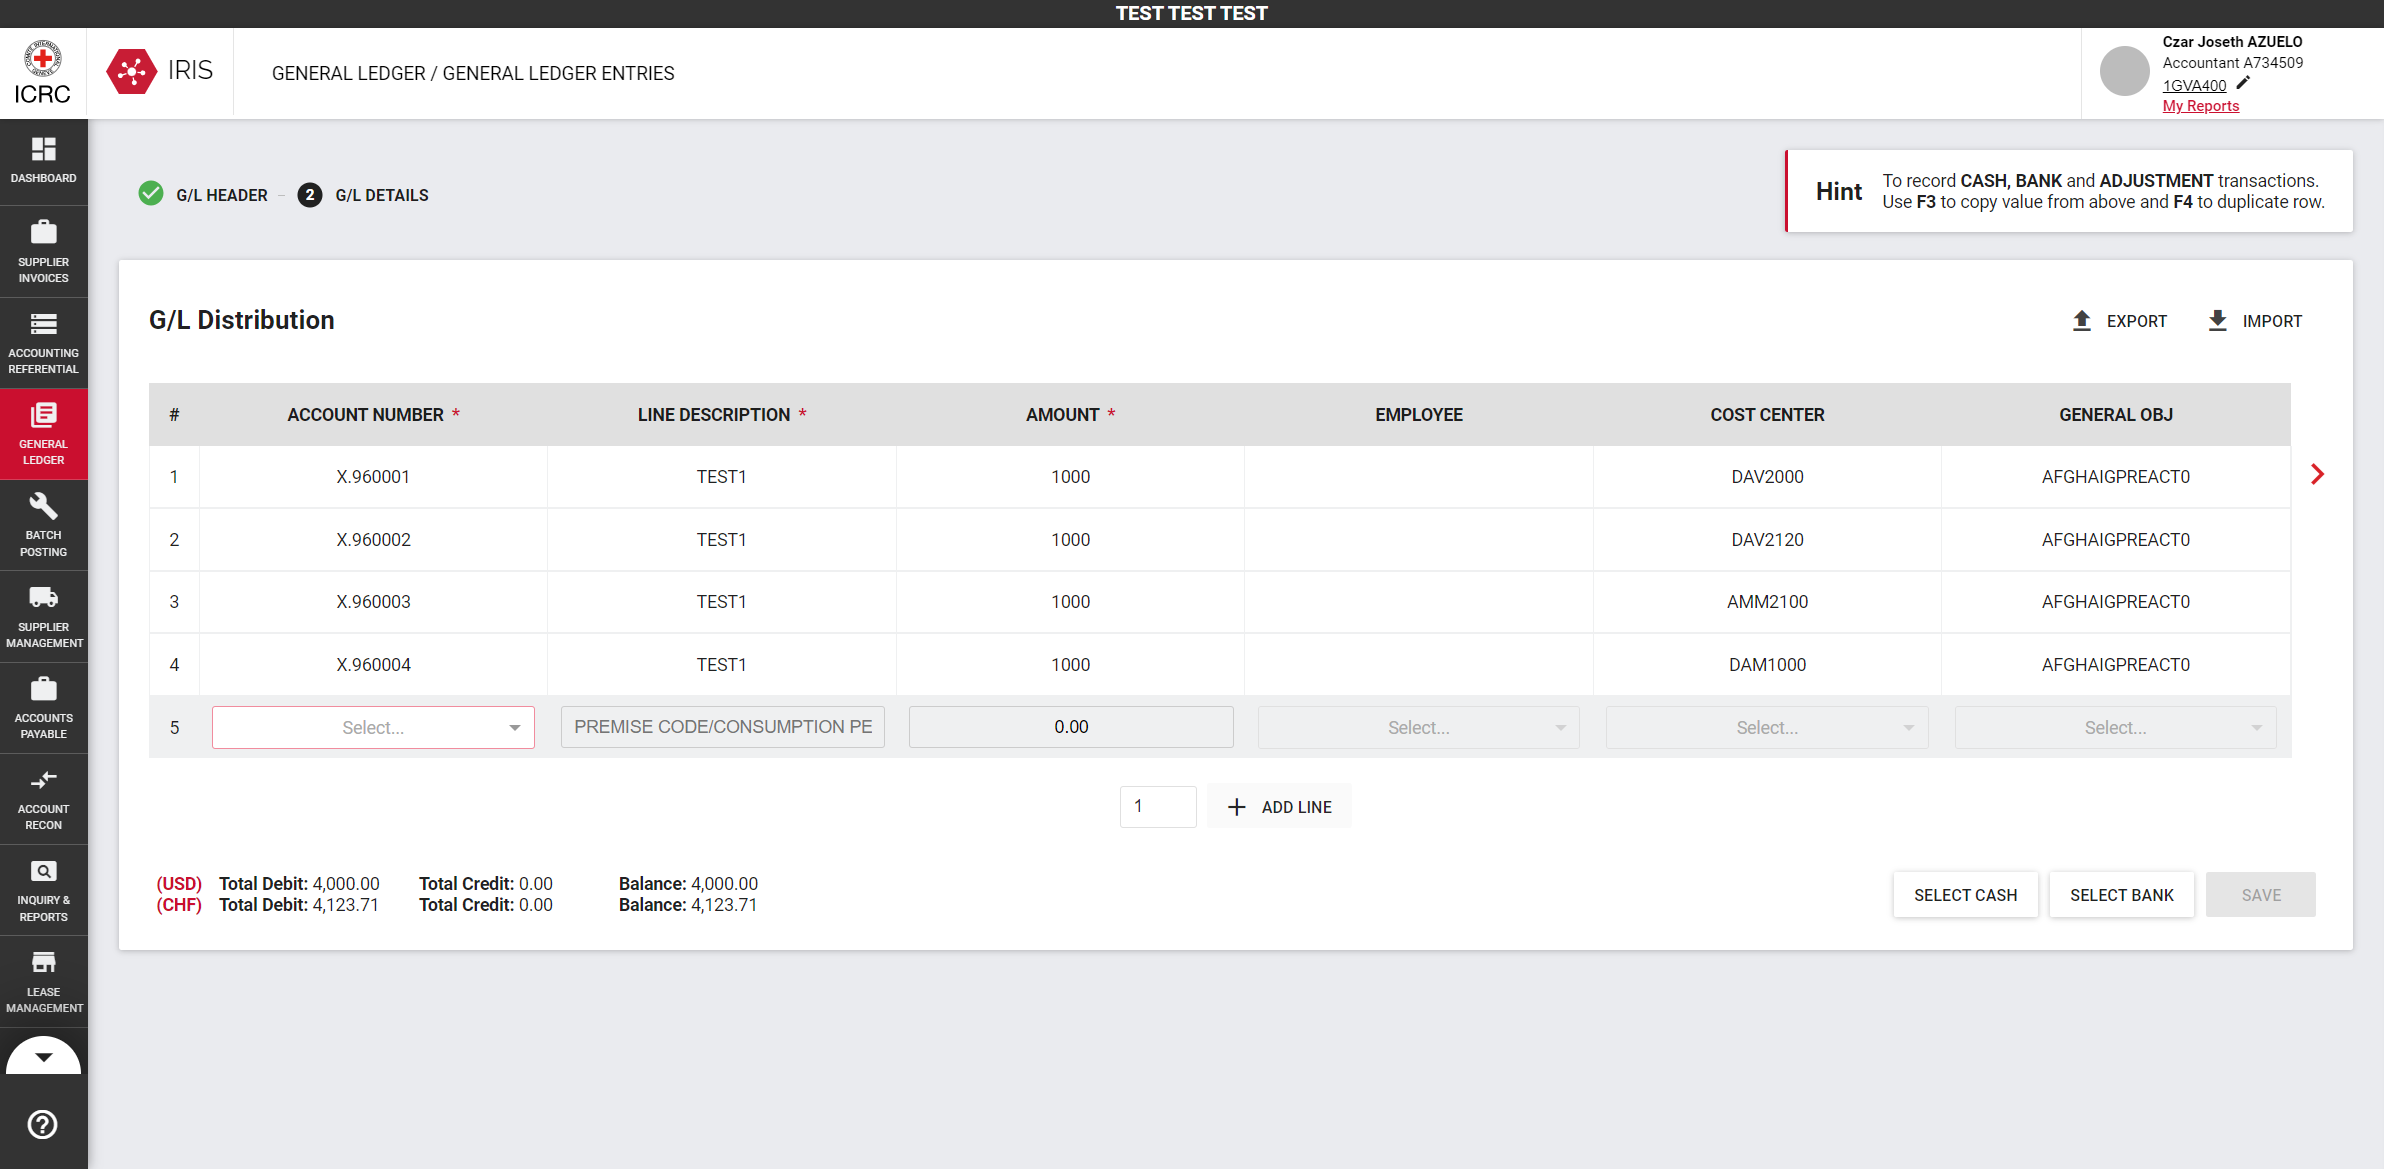 TEST TEST TEST
ICRC
IRIS
GENERAL LEDGER / GENERAL LEDGER ENTRIES
Czar Joseth AZUELO
Accountant A734509
1GVA400
My Reports
DASHBOARD
SUPPLIER
INVOICES
ACCOUNTING
REFERENTIAL
GENERAL
LEDGER
BATCH
POSTING
SUPPLIER
MANAGEMENT
ACCOUNTS
PAYABLE
ACCOUNT
RECON
INQUIRY &
REPORTS
LEASE
MANAGEMENT
G/L HEADER – 2 G/L DETAILS
Hint
To record CASH, BANK and ADJUSTMENT transactions.
Use F3 to copy value from above and F4 to duplicate row.
G/L Distribution
EXPORT IMPORT
# ACCOUNT NUMBER * LINE DESCRIPTION * AMOUNT * EMPLOYEE COST CENTER GENERAL OBJ
1 X.960001 TEST1 1000 DAV2000 AFGHAIGPREACT0
2 X.960002 TEST1 1000 DAV2120 AFGHAIGPREACT0
3 X.960003 TEST1 1000 AMM2100 AFGHAIGPREACT0
4 X.960004 TEST1 1000 DAM1000 AFGHAIGPREACT0
5 Select... PREMISE CODE/CONSUMPTION PE 0.00 Select... Select... Select...
1 + ADD LINE
(USD) Total Debit: 4,000.00 Total Credit: 0.00 Balance: 4,000.00
(CHF) Total Debit: 4,123.71 Total Credit: 0.00 Balance: 4,123.71
SELECT CASH SELECT BANK SAVE